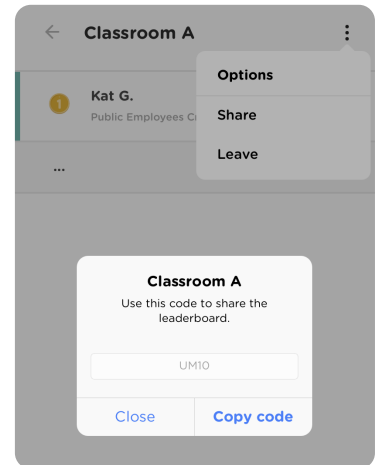 Classroom A
Options
1
Kat G.
Public Employees
Share
Leave
...
Classroom A
Use this code to share the
leaderboard.
UM10
Close
Copy code